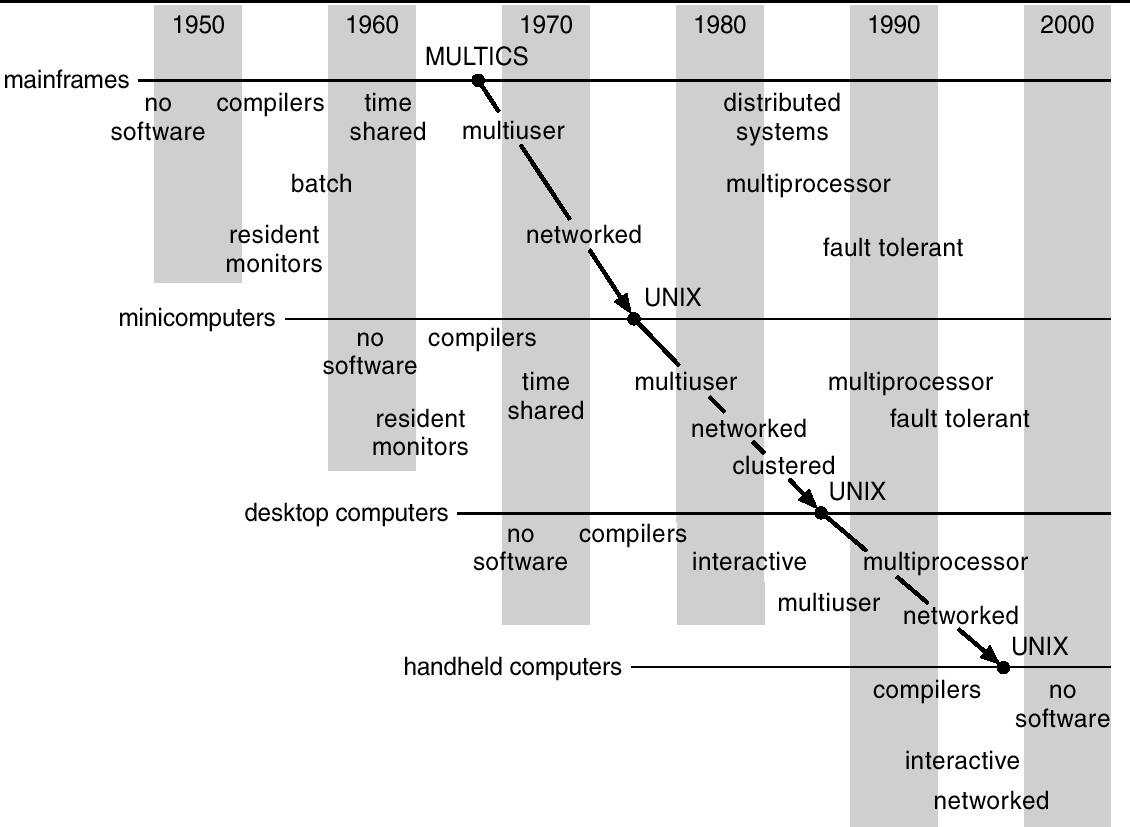 1950 1960 1970 1980 1990 2000
MULTICS
mainframes
no compilers time distributed
software shared multiuser systems
batch multiprocessor
resident networked fault tolerant
monitors
UNIX
minicomputers
no compilers
software
time multiuser multiprocessor
shared
resident networked fault tolerant
monitors
clustered
UNIX
desktop computers
no compilers
software interactive multiprocessor
multiuser networked
UNIX
handheld computers
compilers no
software
interactive
networked